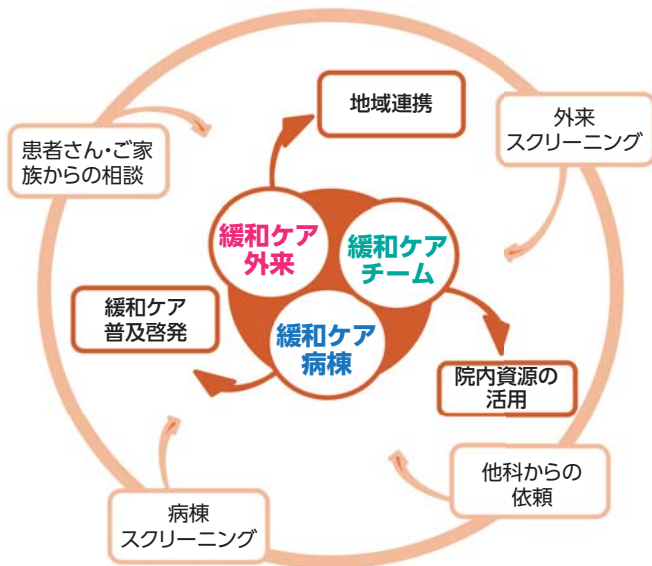 地域連携
外来
スクリーニング
患者さん・ご家
族からの相談
緩和ケア
外来
緩和ケア
チーム
緩和ケア
普及啓発
緩和ケア
病棟
院内資源の
活用
他科からの
依頼
病棟
スクリーニング